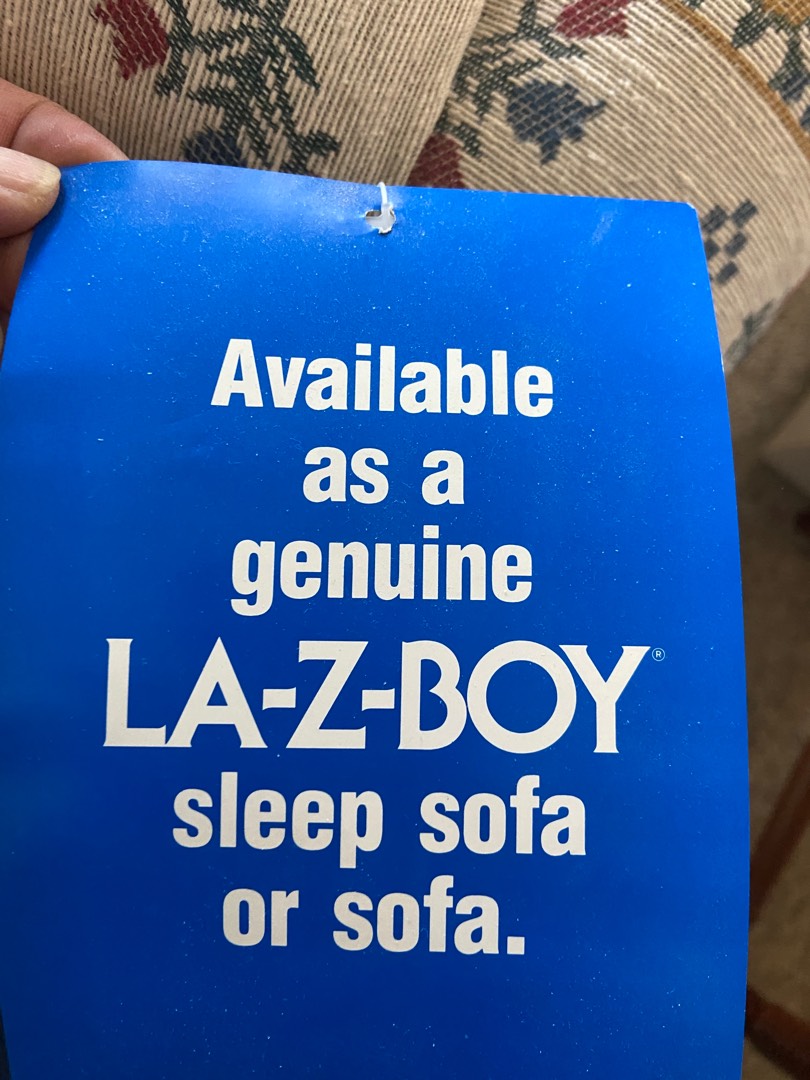 Available
as a
genuine
LA-Z-BOY®
sleep sofa
or sofa.